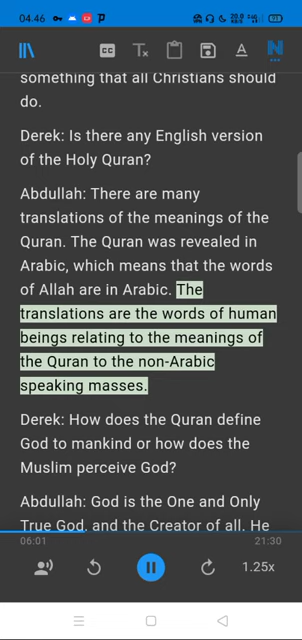 04.46
something that all Christians should
do.
Derek: Is there any English version
of the Holy Quran?
Abdullah: There are many
translations of the meanings of the
Quran. The Quran was revealed in
Arabic, which means that the words
of Allah are in Arabic. The
translations are the words of human
beings relating to the meanings of
the Quran to the non-Arabic
speaking masses.
Derek: How does the Quran define
God to mankind or how does the
Muslim perceive God?
Abdullah: God is the One and Only
True God, and the Creator of all. He
06:01 21:30
1.25x